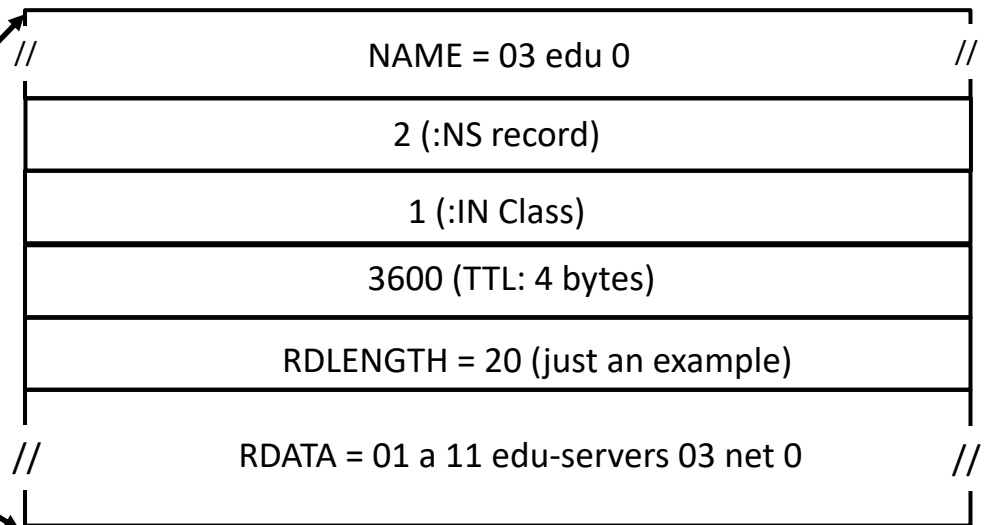 // NAME = 03 edu 0 //
2 (:NS record)
1 (:IN Class)
3600 (TTL: 4 bytes)
RDLENGTH = 20 (just an example)
// RDATA = 01 a 11 edu-servers 03 net 0 //